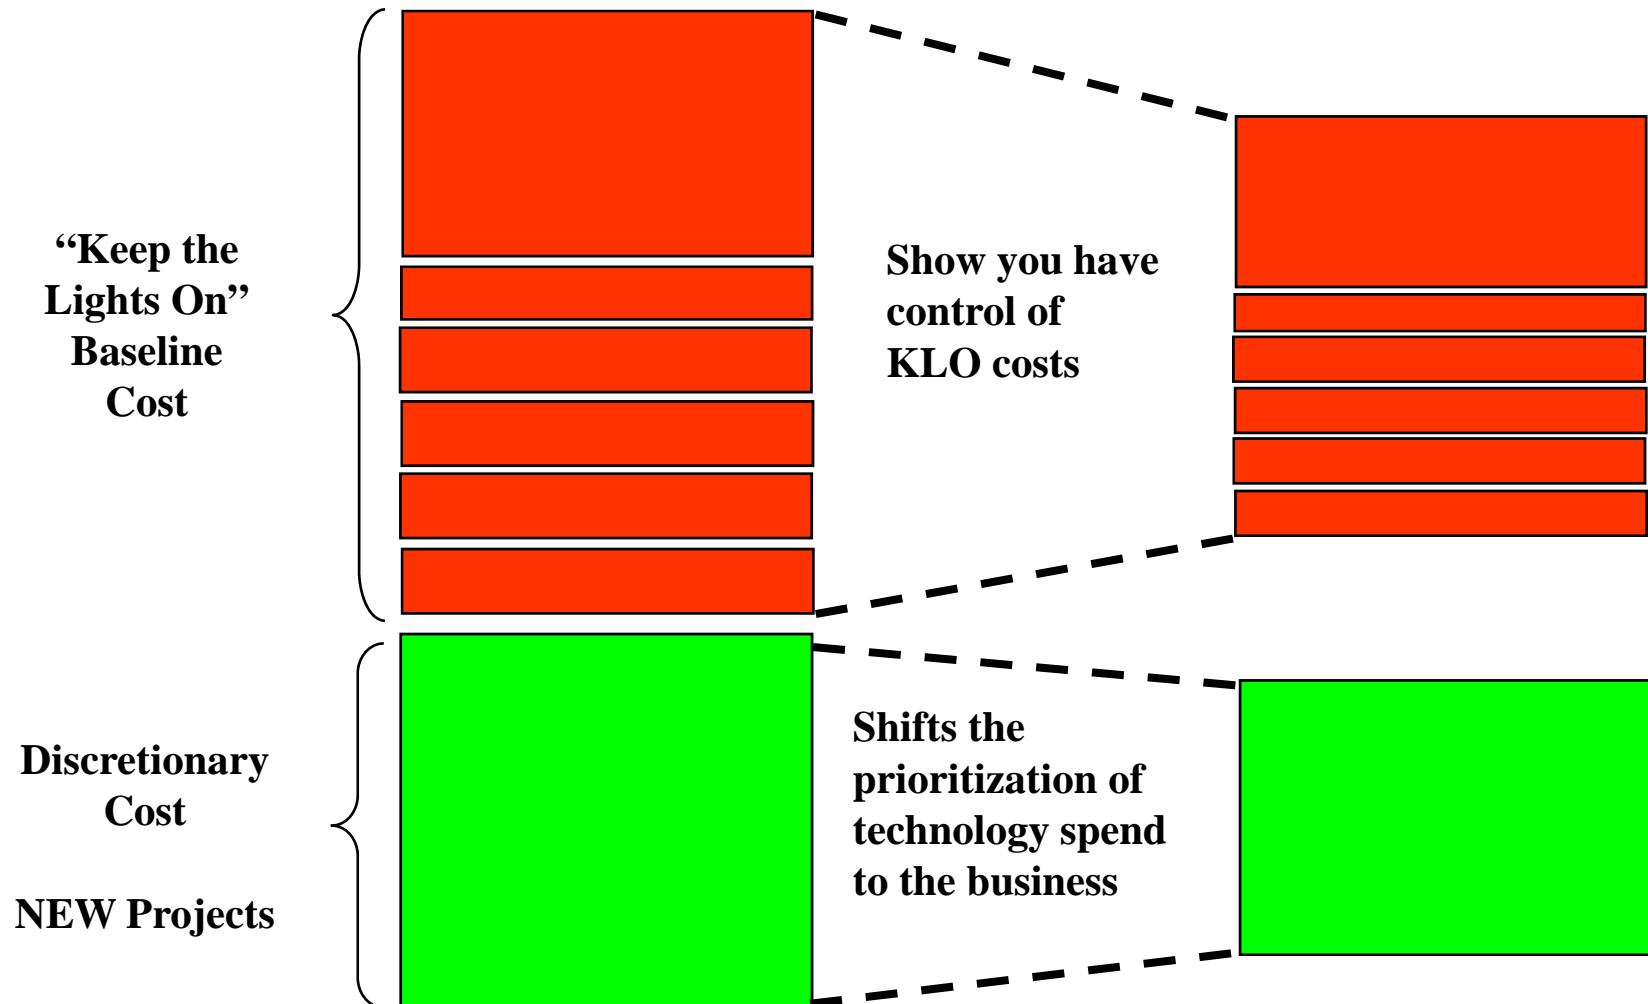 “Keep the
Lights On”
Baseline
Cost
Show you have
control of
KLO costs
Discretionary
Cost
NEW Projects
Shifts the
prioritization of
technology spend
to the business